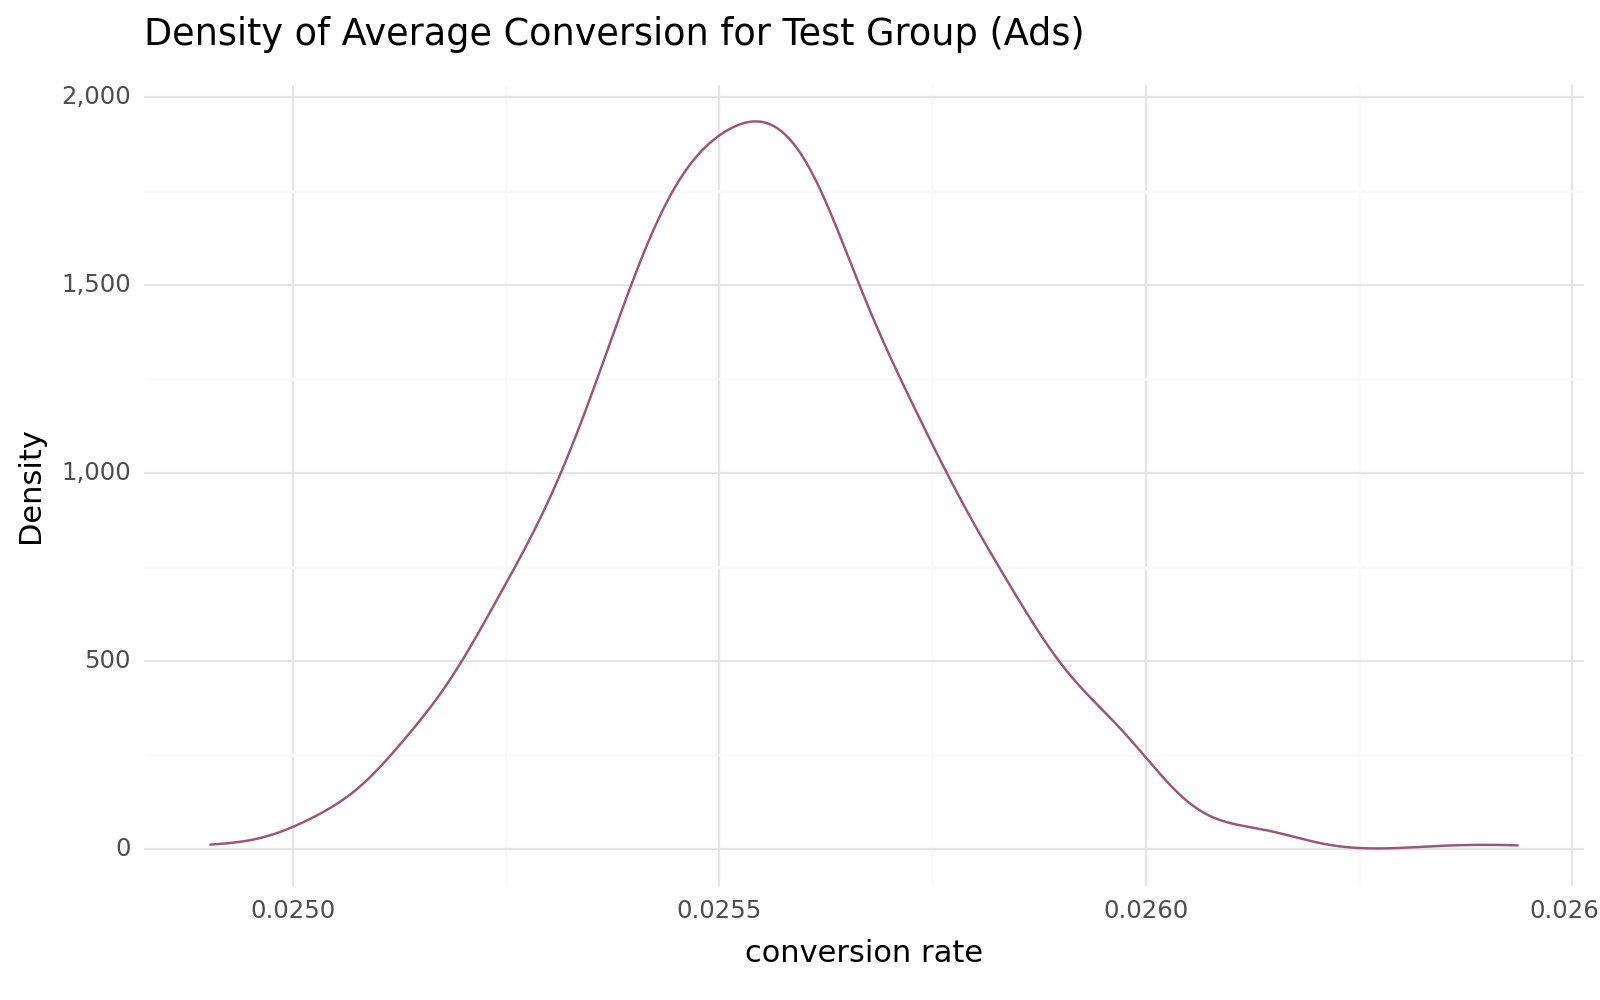 Density of Average Conversion for Test Group (Ads)
2,000
1,500
1,000
500
0
Density
0.0250 0.0255 0.0260 0.026
conversion rate